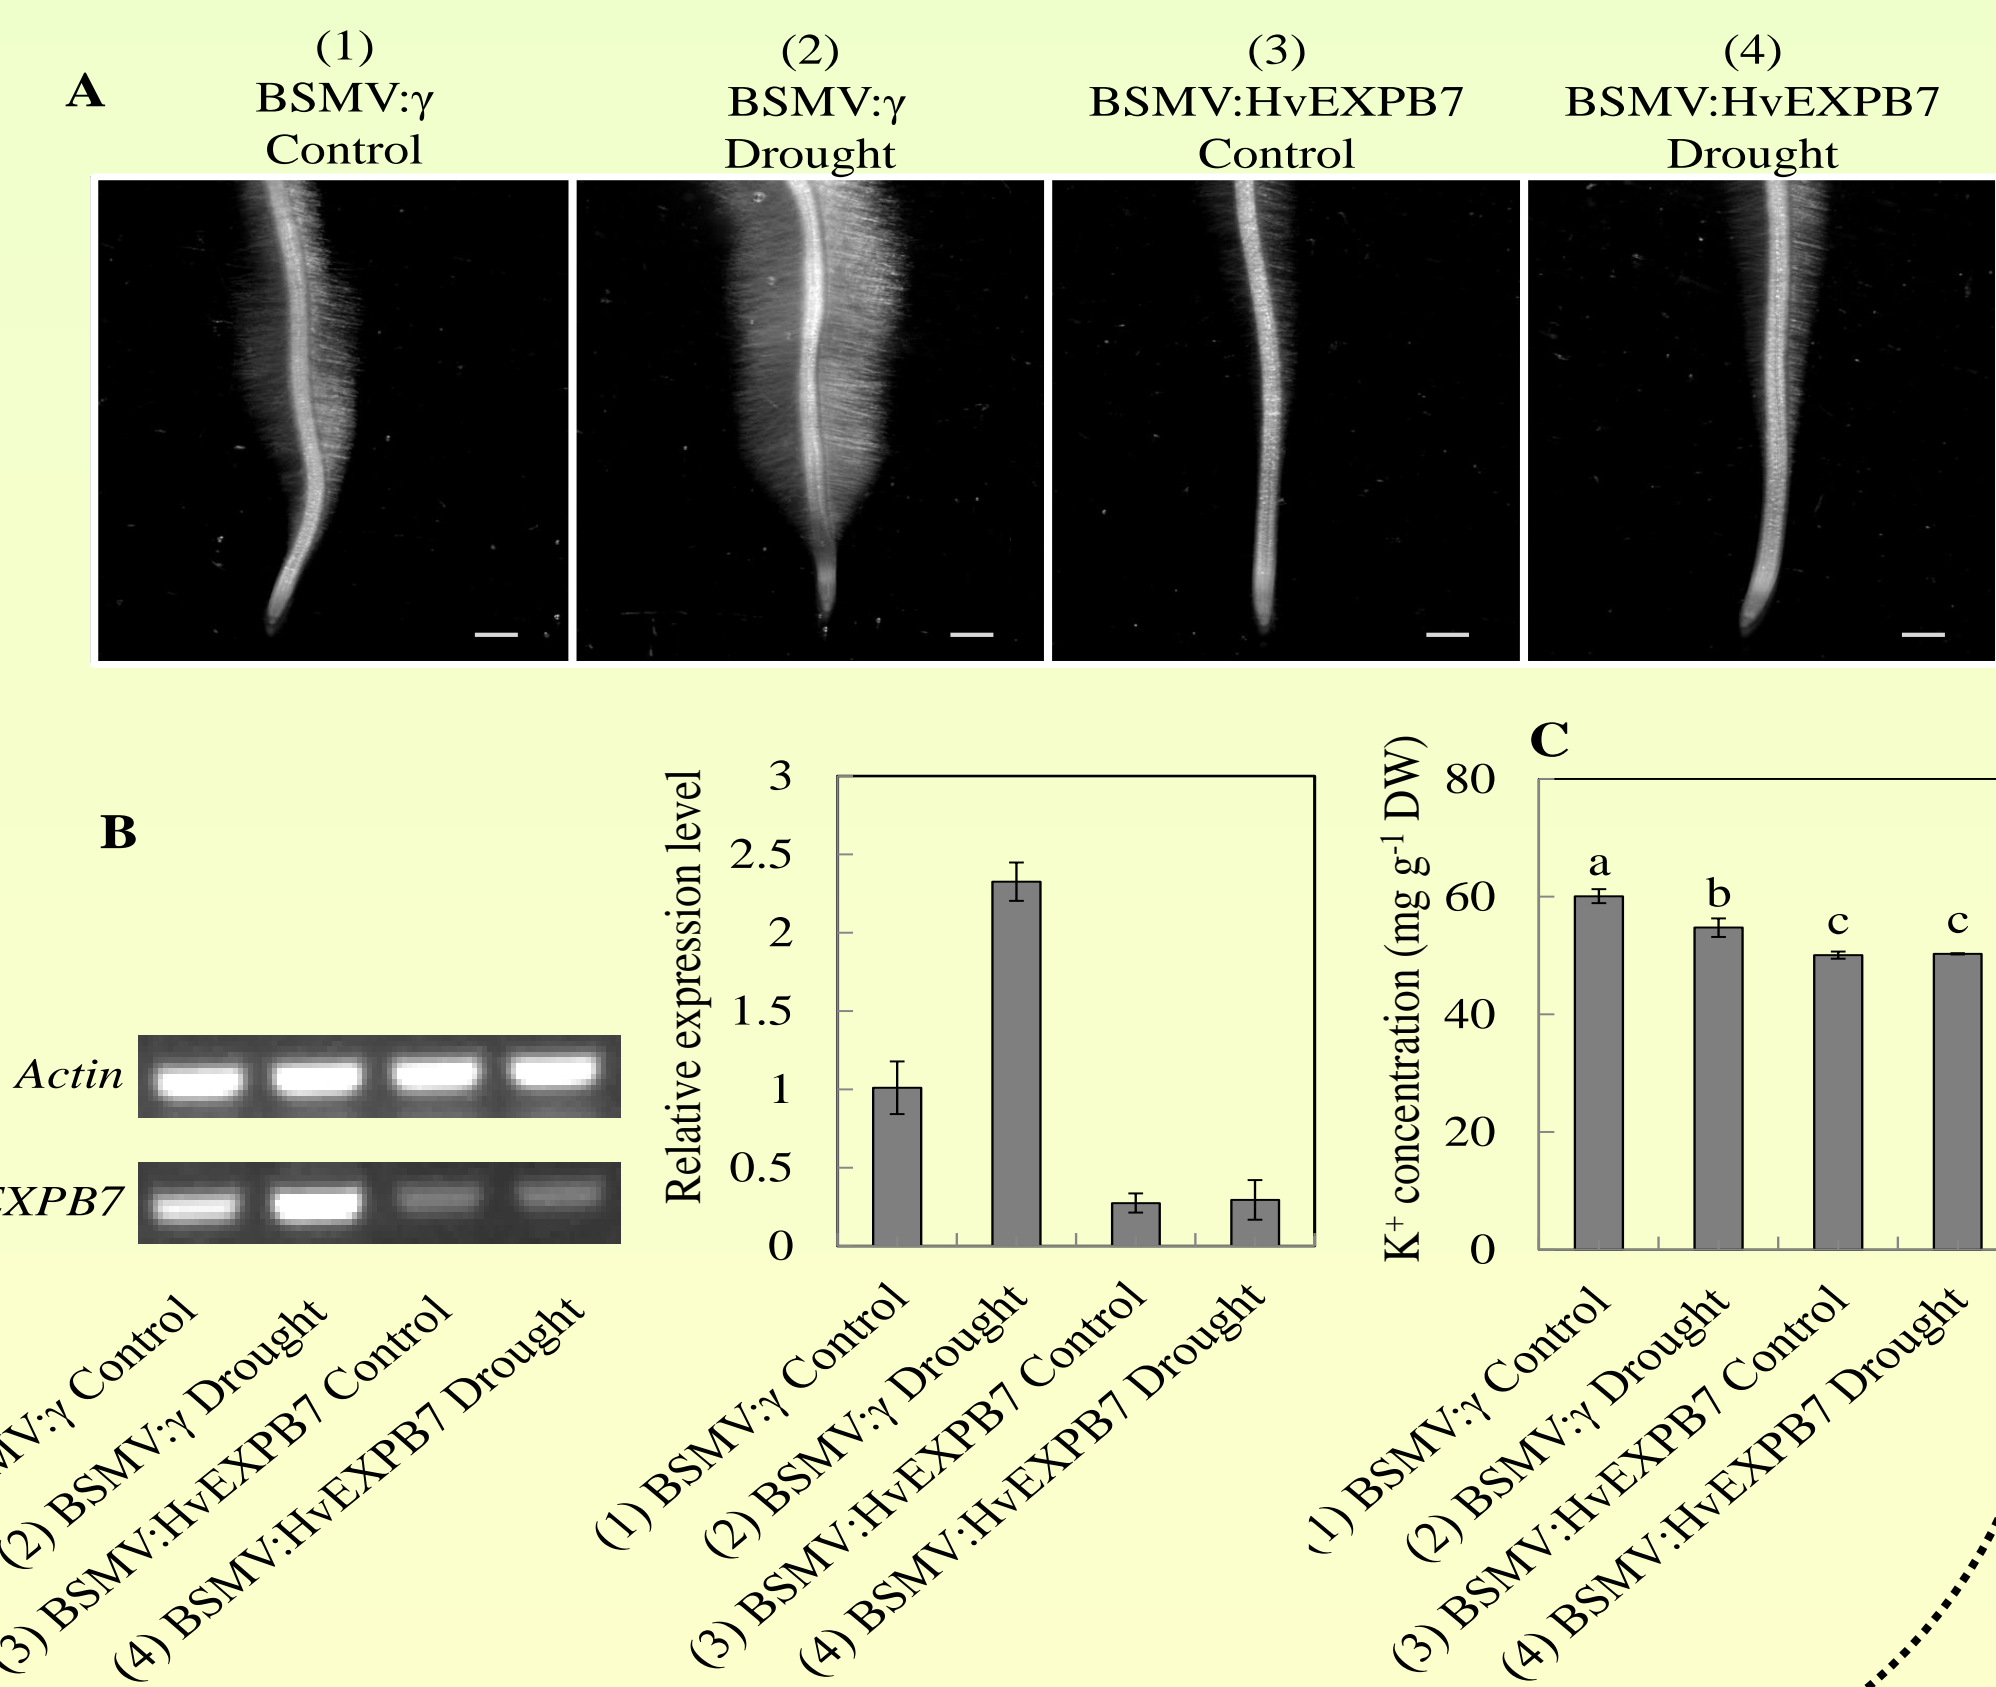 A
(1)
BSMV:γ
Control
(2)
BSMV:γ
Drought
(3)
BSMV:HvEXPB7
Control
(4)
BSMV:HvEXPB7
Drought
B
Actin
EXPB7
MV:γ Control
(2) BSMV:γ Drought
(3) BSMV:HvEXPB7 Control
(4) BSMV:HvEXPB7 Drought
Relative expression level
3
2.5
2
1.5
1
0.5
0
(1) BSMV:γ Control
(2) BSMV:γ Drought
(3) BSMV:HvEXPB7 Control
(4) BSMV:HvEXPB7 Drought
C
K⁺ concentration (mg g⁻¹ DW)
80
60
40
20
0
a
b
c
c
(1) BSMV:γ Control
(2) BSMV:γ Drought
(3) BSMV:HvEXPB7 Control
(4) BSMV:HvEXPB7 Drought